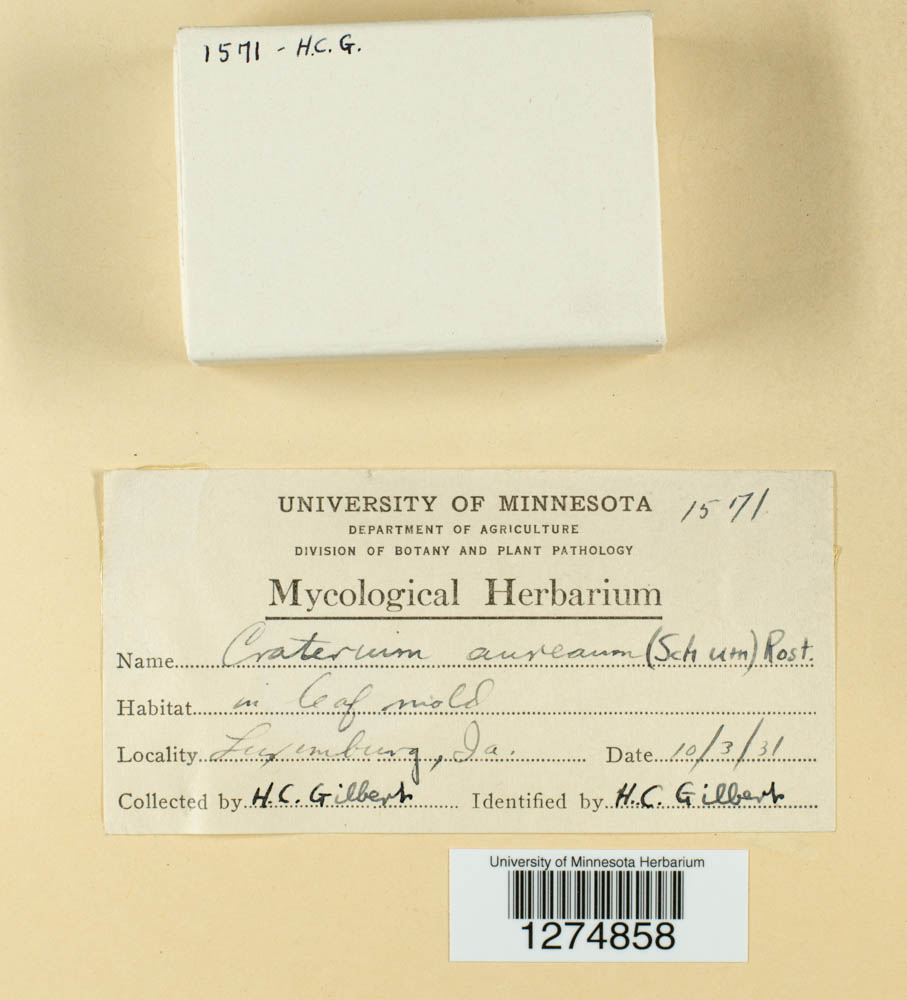 1571 - H.C.G.
UNIVERSITY OF MINNESOTA 1571
DEPARTMENT OF AGRICULTURE
DIVISION OF BOTANY AND PLANT PATHOLOGY
Mycological Herbarium
Name Craterium aureaum (Schum) Rost.
Habitat in leaf mold
Locality Luxemburg, Ia. Date 10/3/31
Collected by H.C. Gilbert Identified by H.C. Gilbert
University of Minnesota Herbarium
1274858